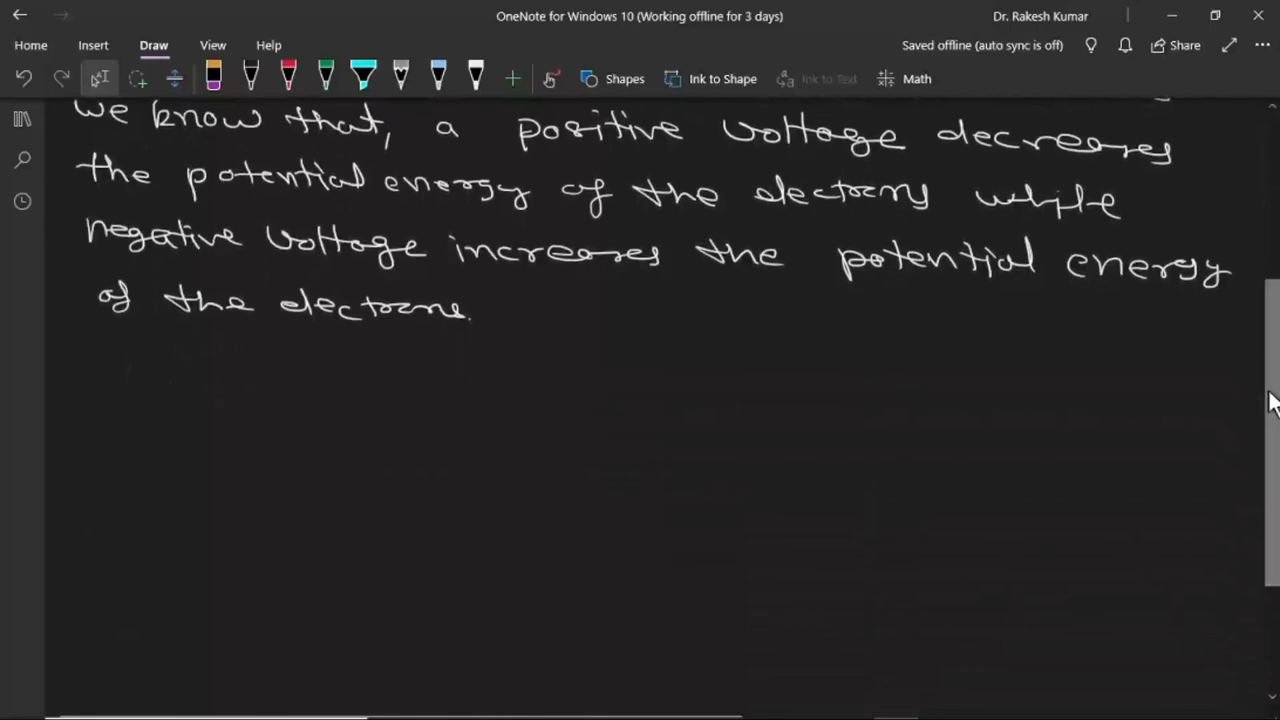 OneNote for Windows 10 (Working offline for 3 days)
Dr. Rakesh Kumar
Home Insert Draw View Help
Saved offline (auto sync is off) Share
Shapes Ink to Shape Ink to Text Math
we know that, a positive voltage decreases
the potential energy of the electrons while
negative voltage increases the potential energy
of the electrons.